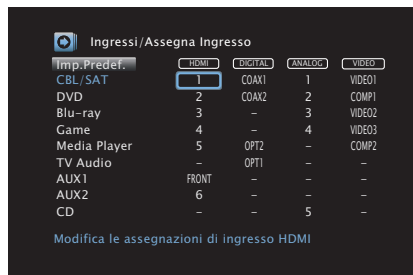 Ingressi/Assegna Ingresso
Imp.Predef. HDMI DIGITAL ANALOG VIDEO
CBL/SAT 1 COAX1 1 VIDEO1
DVD 2 COAX2 2 COMP1
Blu-ray 3 – 3 VIDEO2
Game 4 – 4 VIDEO3
Media Player 5 OPT2 – COMP2
TV Audio – OPT1 – –
AUX1 FRONT – – –
AUX2 6 – – –
CD – – 5 –
Modifica le assegnazioni di ingresso HDMI